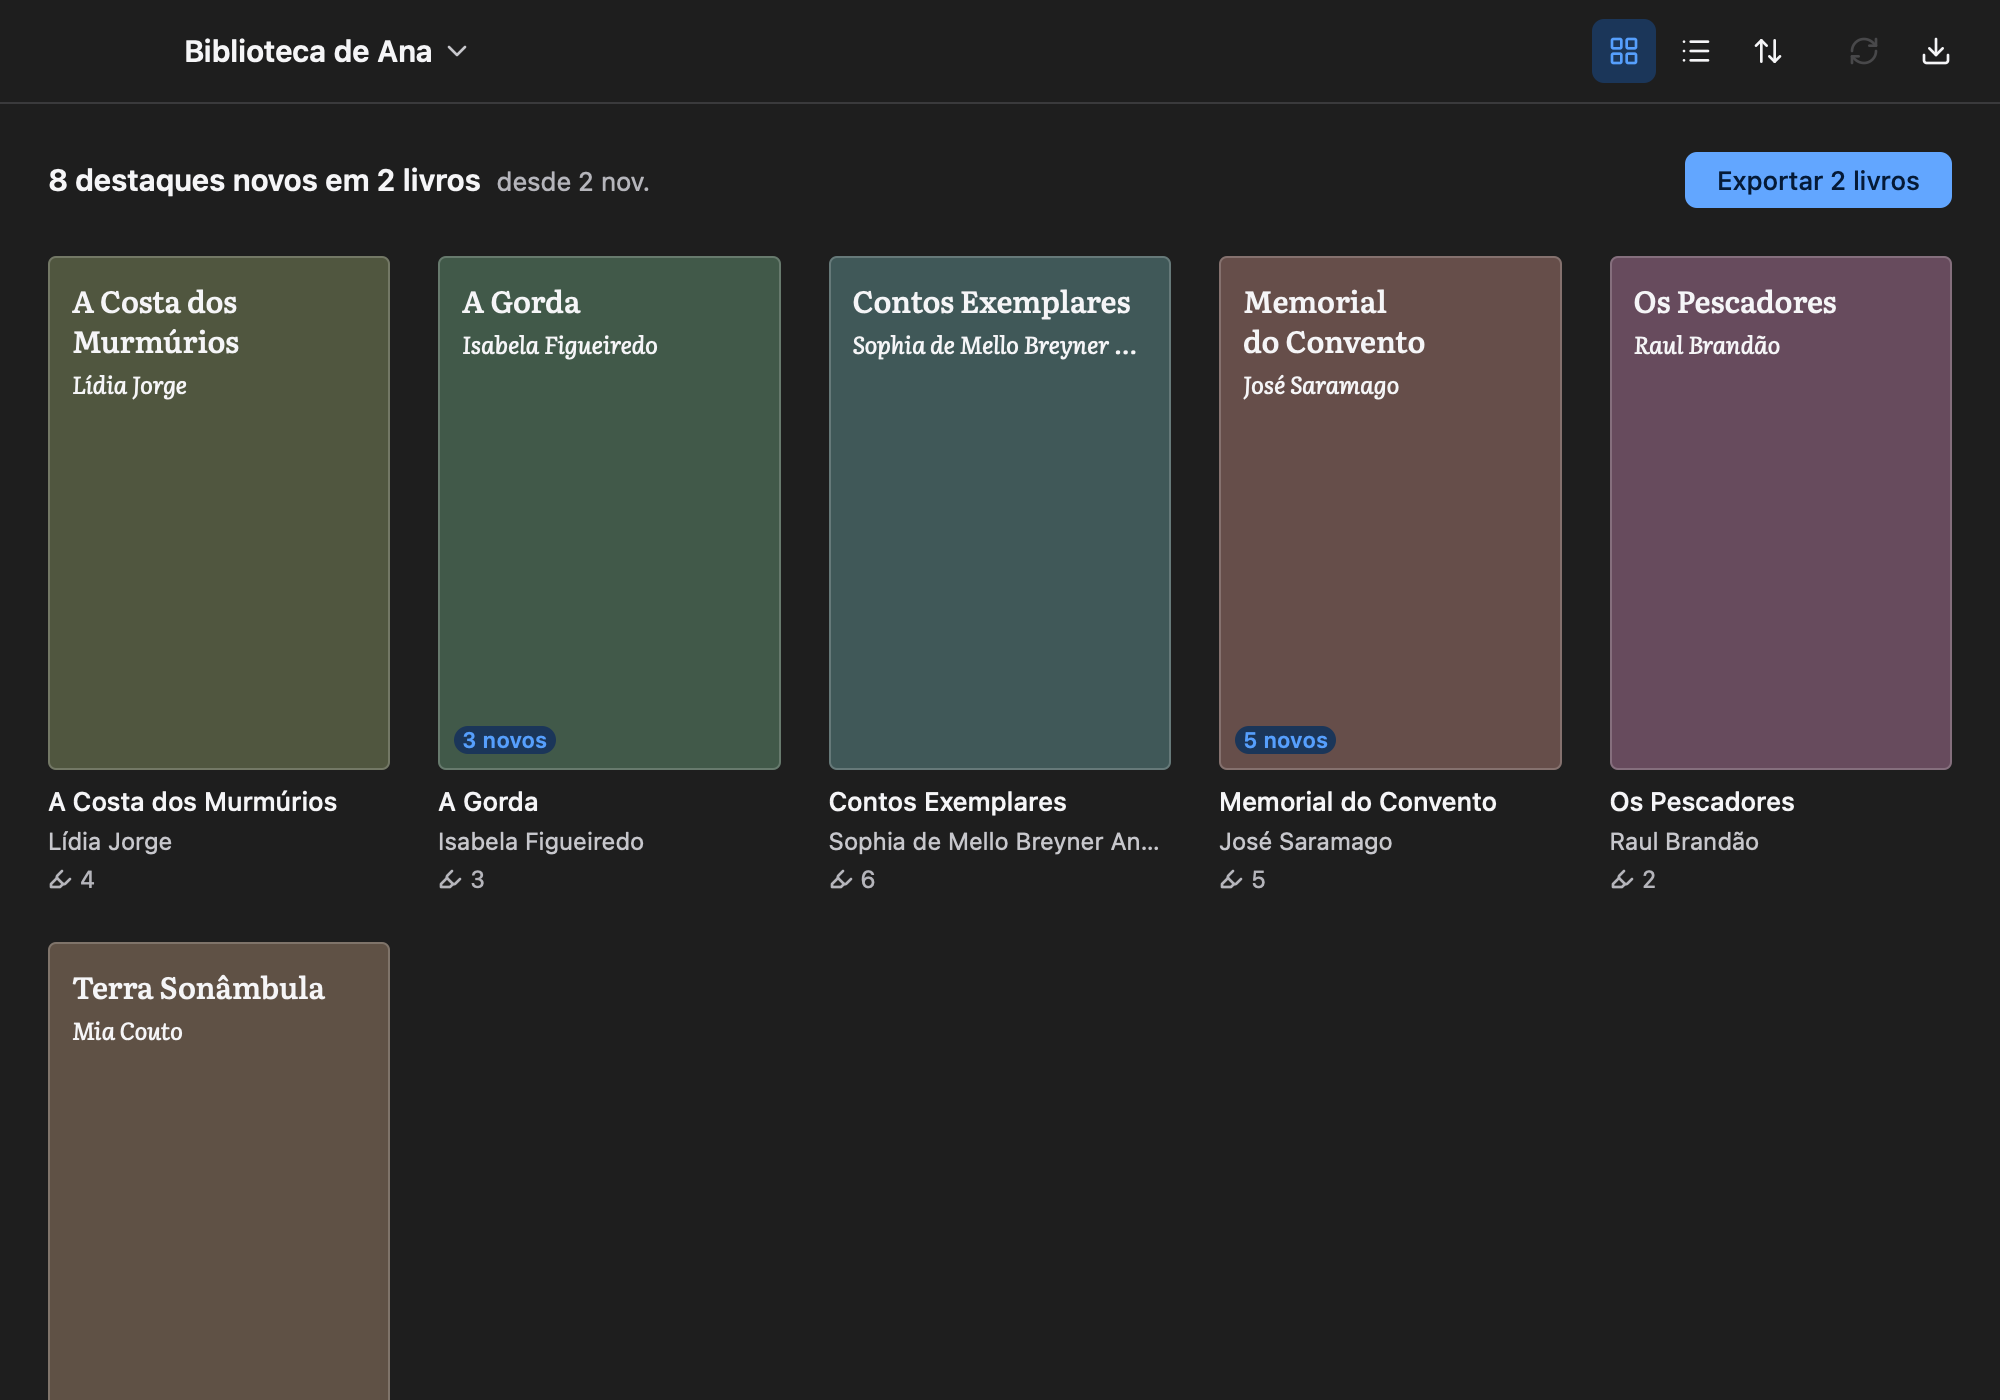 Biblioteca de Ana
8 destaques novos em 2 livros desde 2 nov.
Exportar 2 livros
A Costa dos
Murmúrios
Lídia Jorge
A Gorda
Isabela Figueiredo
3 novos
Contos Exemplares
Sophia de Mello Breyner ...
Memorial
do Convento
José Saramago
5 novos
Os Pescadores
Raul Brandão
A Costa dos Murmúrios
Lídia Jorge
4
A Gorda
Isabela Figueiredo
3
Contos Exemplares
Sophia de Mello Breyner An...
6
Memorial do Convento
José Saramago
5
Os Pescadores
Raul Brandão
2
Terra Sonâmbula
Mia Couto